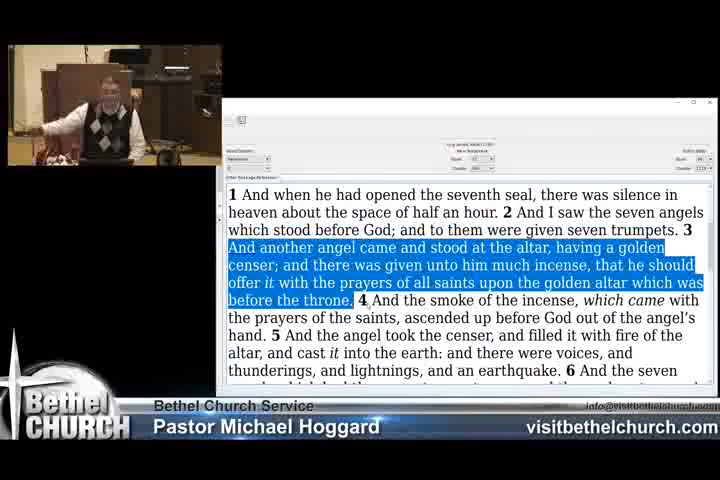 1 And when he had opened the seventh seal, there was silence in
heaven about the space of half an hour. 2 And I saw the seven angels
which stood before God; and to them were given seven trumpets. 3
And another angel came and stood at the altar, having a golden
censer; and there was given unto him much incense, that he should
offer it with the prayers of all saints upon the golden altar which was
before the throne. 4 And the smoke of the incense, which came with
the prayers of the saints, ascended up before God out of the angel's
hand. 5 And the angel took the censer, and filled it with fire of the
altar, and cast it into the earth: and there were voices, and
thunderings, and lightnings, and an earthquake. 6 And the seven
Bethel
CHURCH
Bethel Church Service
info@visitbethelchurch.com
Pastor Michael Hoggard
visitbethelchurch.com